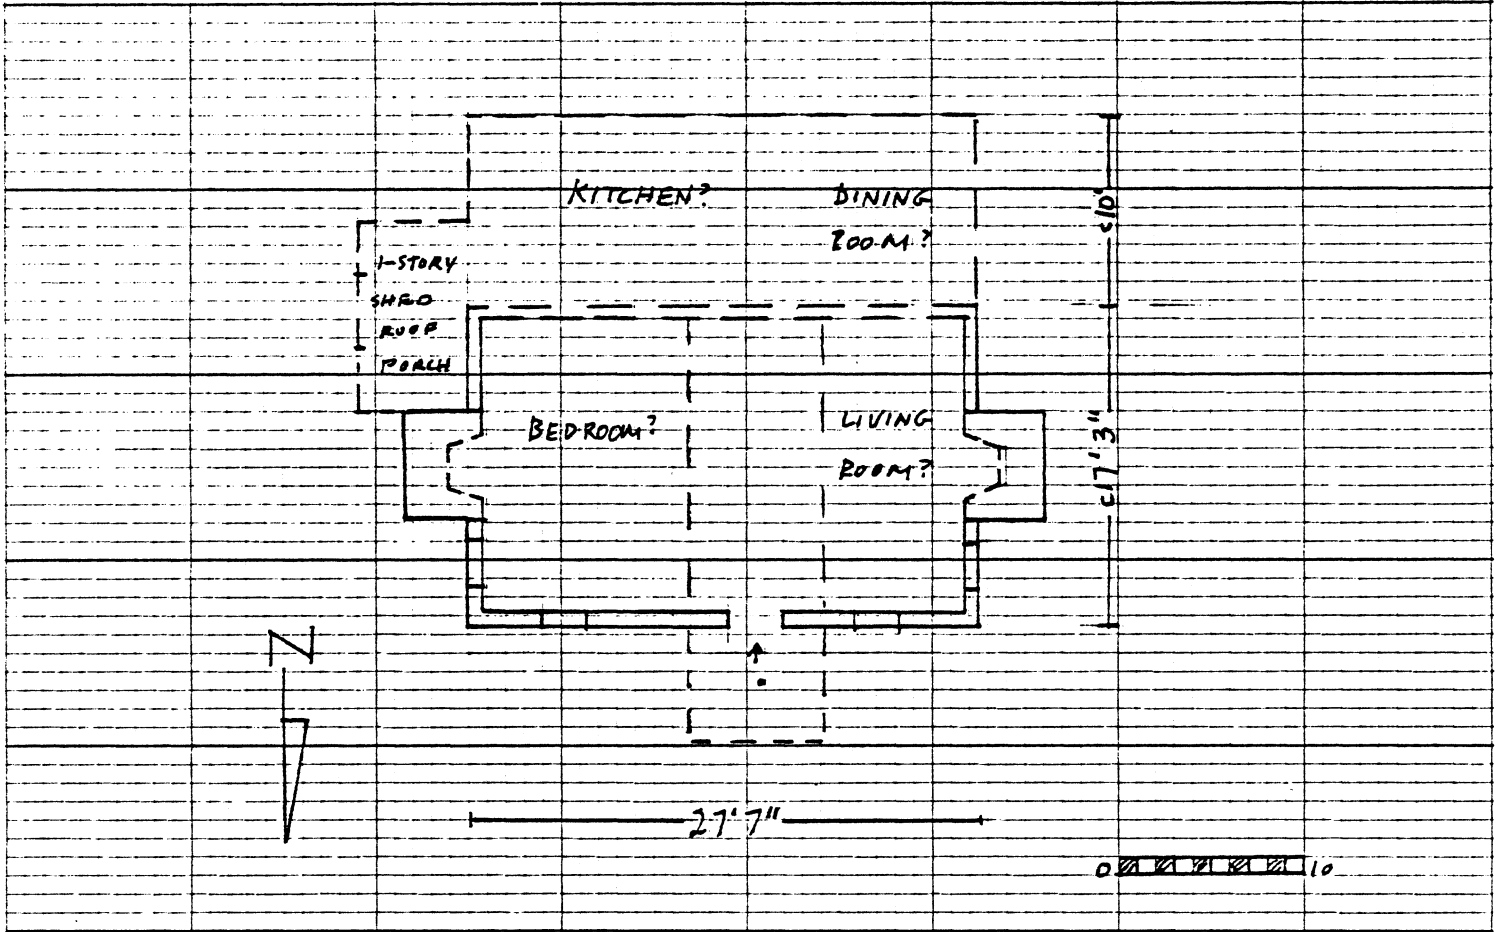 KITCHEN?
DINING
ROOM?
c10'
1-STORY
SHED
ROOF
PORCH
BEDROOM?
LIVING
ROOM?
c17'3"
N
27'7"
0 10